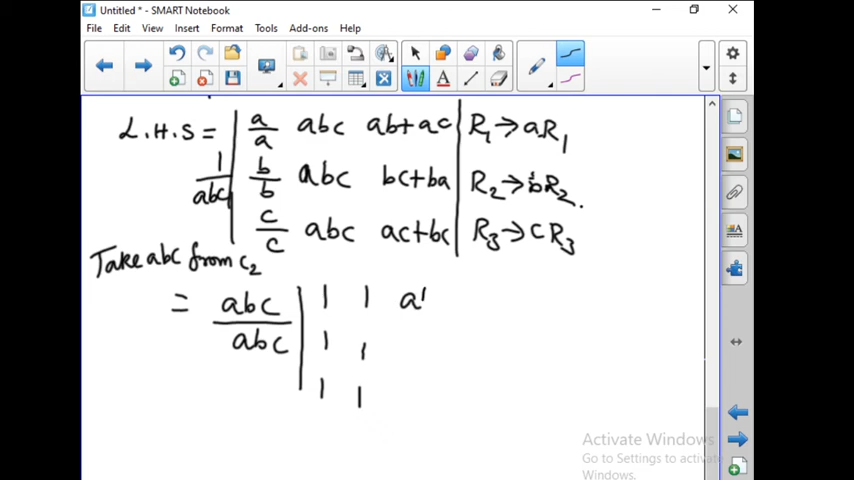 Untitled * - SMART Notebook
File Edit View Insert Format Tools Add-ons Help
L.H.S = | a/a abc ab+ac | R₁→aR₁
1/abc | b/b abc bc+ba | R₂→bR₂.
| c/c abc ac+bc | R₃→cR₃
Take abc from c₂
= abc/abc | 1 1 a
1 1
1 1
Activate Windows
Go to Settings to activate
Windows.